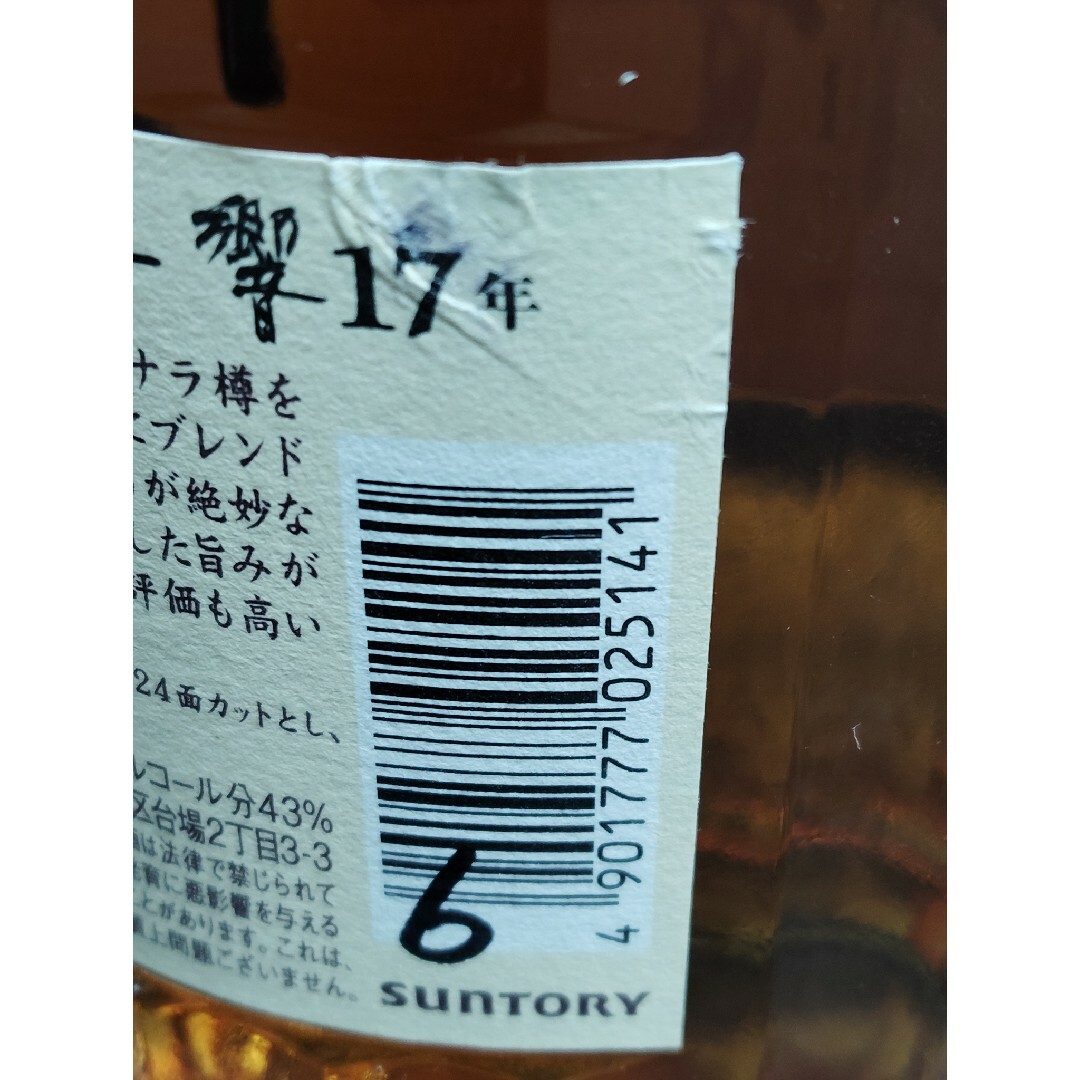 響17年
ナラ樽を
ブレンド
が絶妙な
した旨みが
評価も高い
24面カットとし、
ルコール分43%
区台場2丁目3-3
は法律で禁じられて
質に悪影響を与える
とがあります。これは、
上問題ございません。
4901777025141
6
SUNTORY